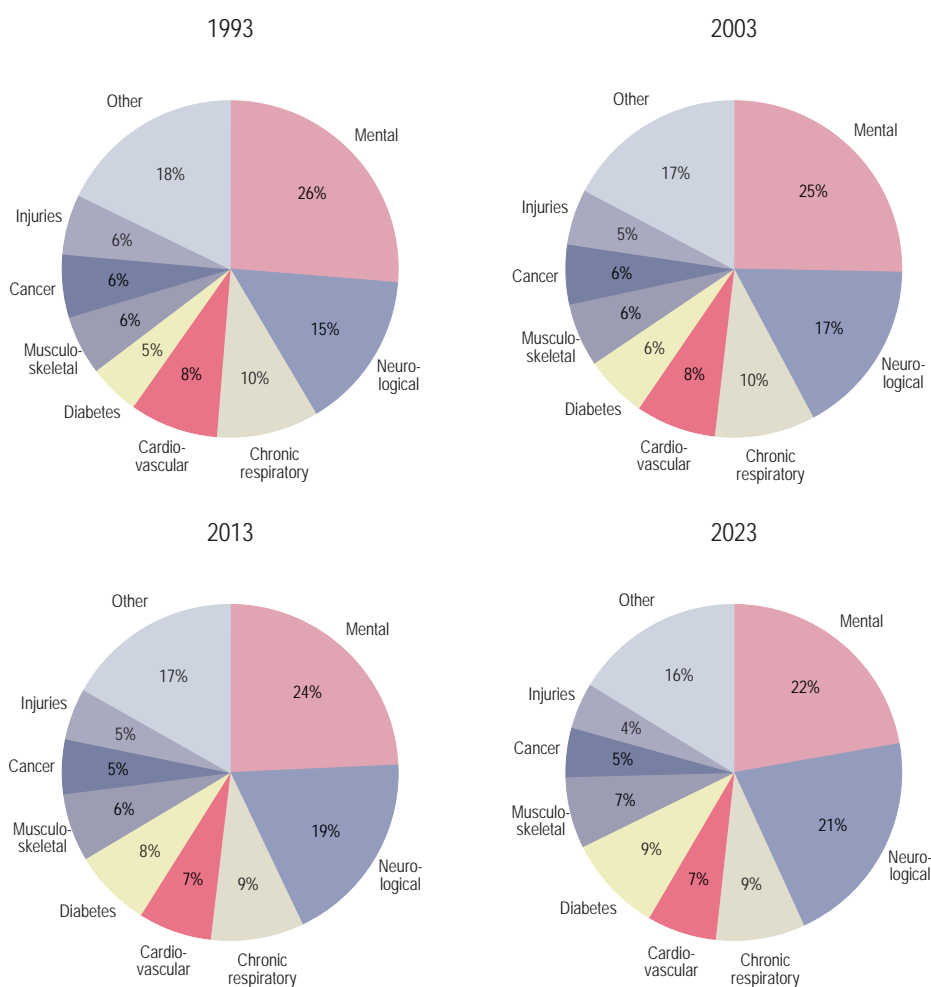 1993
Other
Mental
18%
26%
Injuries
6%
Cancer
6%
6%
Musculo-
skeletal
5%
15%
8%
10%
Neuro-
logical
Diabetes
Cardio-
vascular
Chronic
respiratory
2003
Other
Mental
17%
25%
Injuries
5%
Cancer
6%
6%
Musculo-
skeletal
6%
17%
8%
10%
Neuro-
logical
Diabetes
Cardio-
vascular
Chronic
respiratory
2013
Other
Mental
17%
24%
Injuries
5%
Cancer
5%
6%
Musculo-
skeletal
8%
19%
7%
9%
Neuro-
logical
Diabetes
Cardio-
vascular
Chronic
respiratory
2023
Other
Mental
16%
22%
Injuries
4%
Cancer
5%
7%
Musculo-
skeletal
9%
21%
7%
9%
Neuro-
logical
Diabetes
Cardio-
vascular
Chronic
respiratory